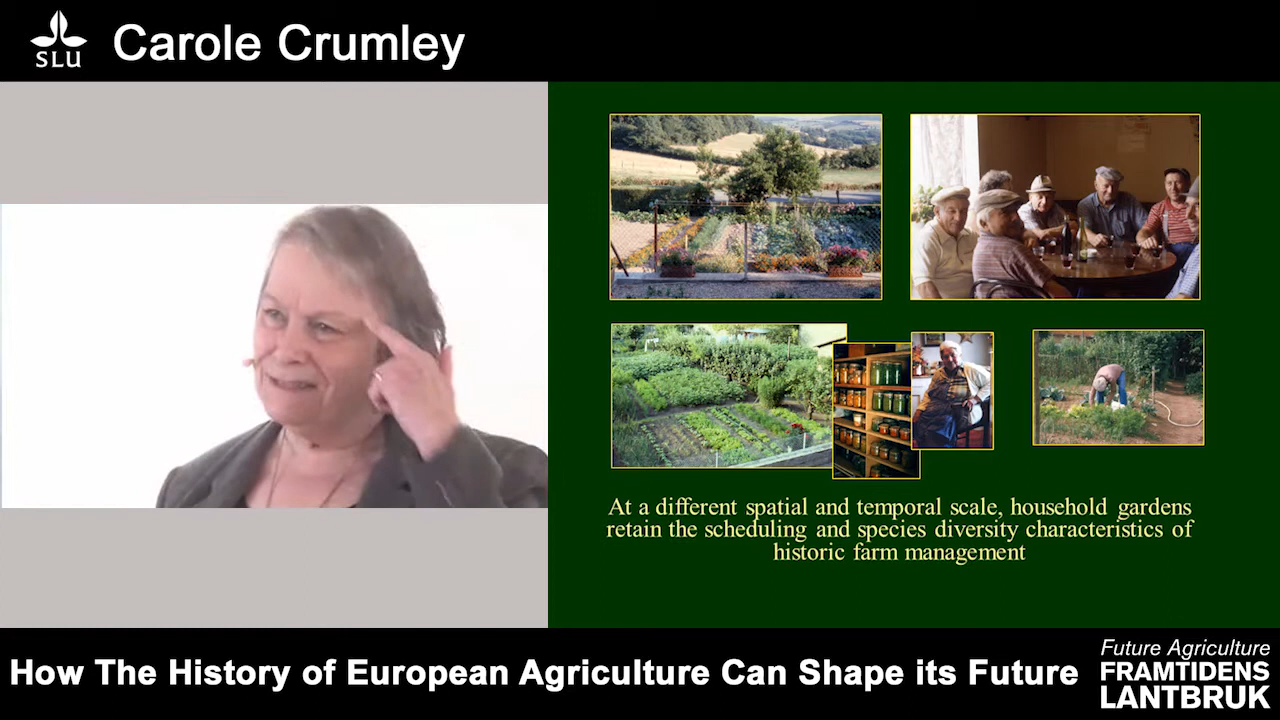 SLU
Carole Crumley
At a different spatial and temporal scale, household gardens
retain the scheduling and species diversity characteristics of
historic farm management
How The History of European Agriculture Can Shape its Future
Future Agriculture
FRAMTIDENS
LANTBRUK